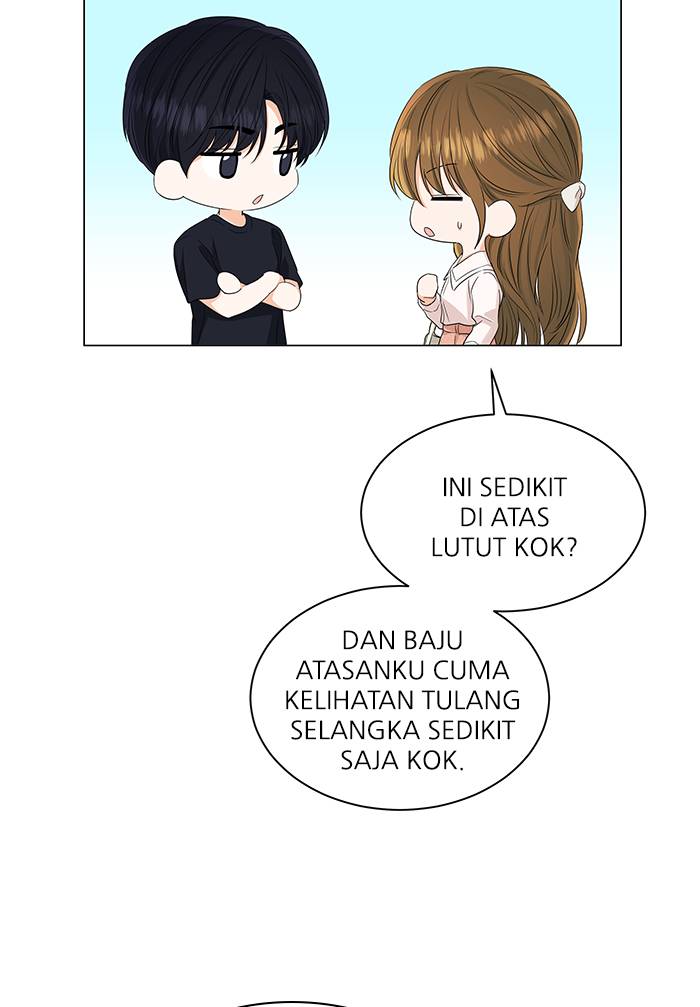 INI SEDIKIT
DI ATAS
LUTUT KOK?
DAN BAJU
ATASANKU CUMA
KELIHATAN TULANG
SELANGKA SEDIKIT
SAJA KOK.